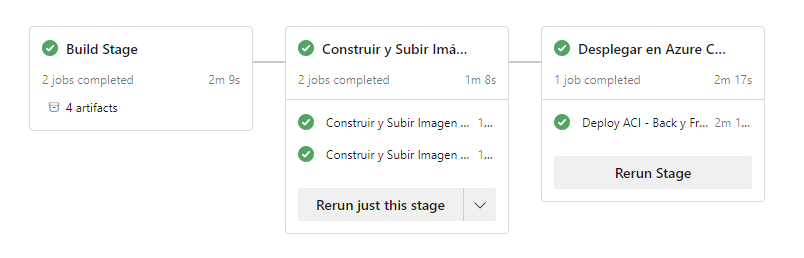 Build Stage
2 jobs completed 2m 9s
4 artifacts
Construir y Subir Imá...
2 jobs completed 1m 8s
Construir y Subir Imagen ... 1...
Construir y Subir Imagen ... 1...
Rerun just this stage
Desplegar en Azure C...
1 job completed 2m 17s
Deploy ACI - Back y Fr... 2m 1...
Rerun Stage